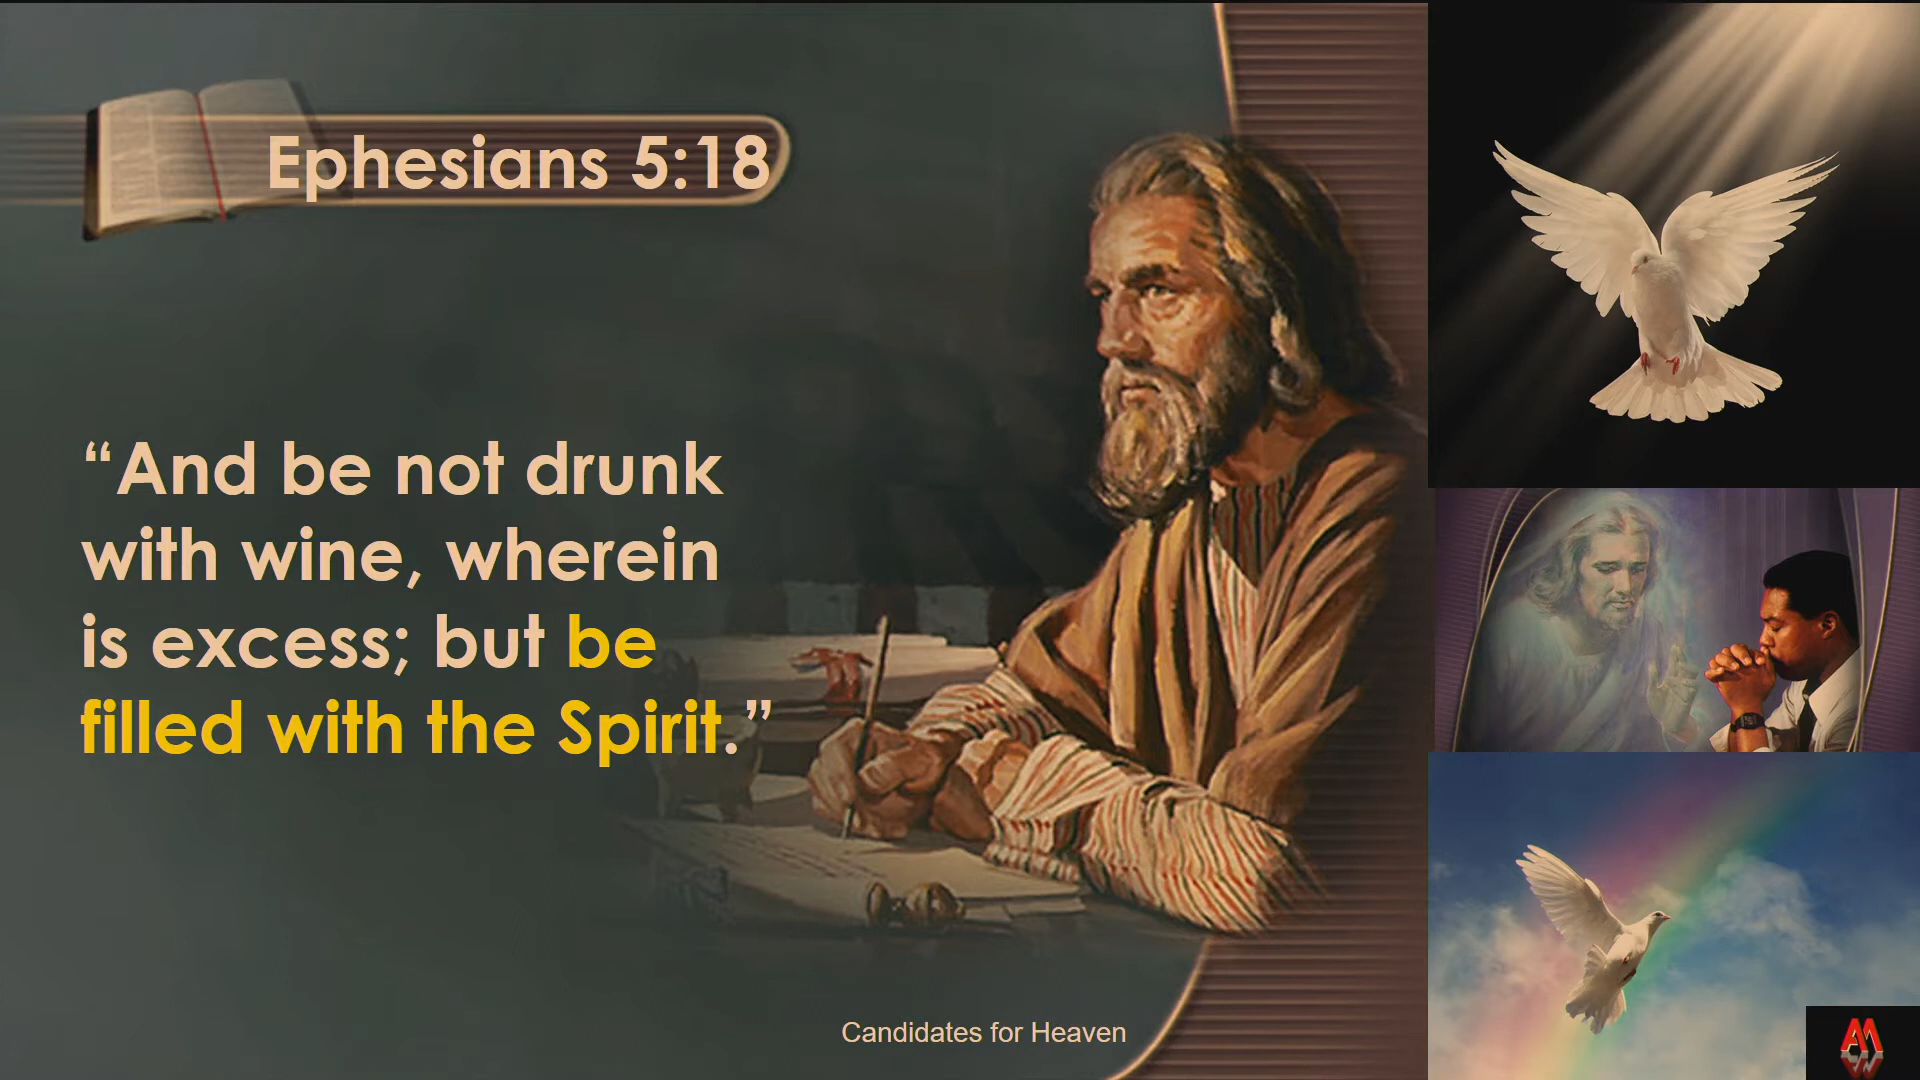 Ephesians 5:18
“And be not drunk
with wine, wherein
is excess; but be
filled with the Spirit.”
Candidates for Heaven